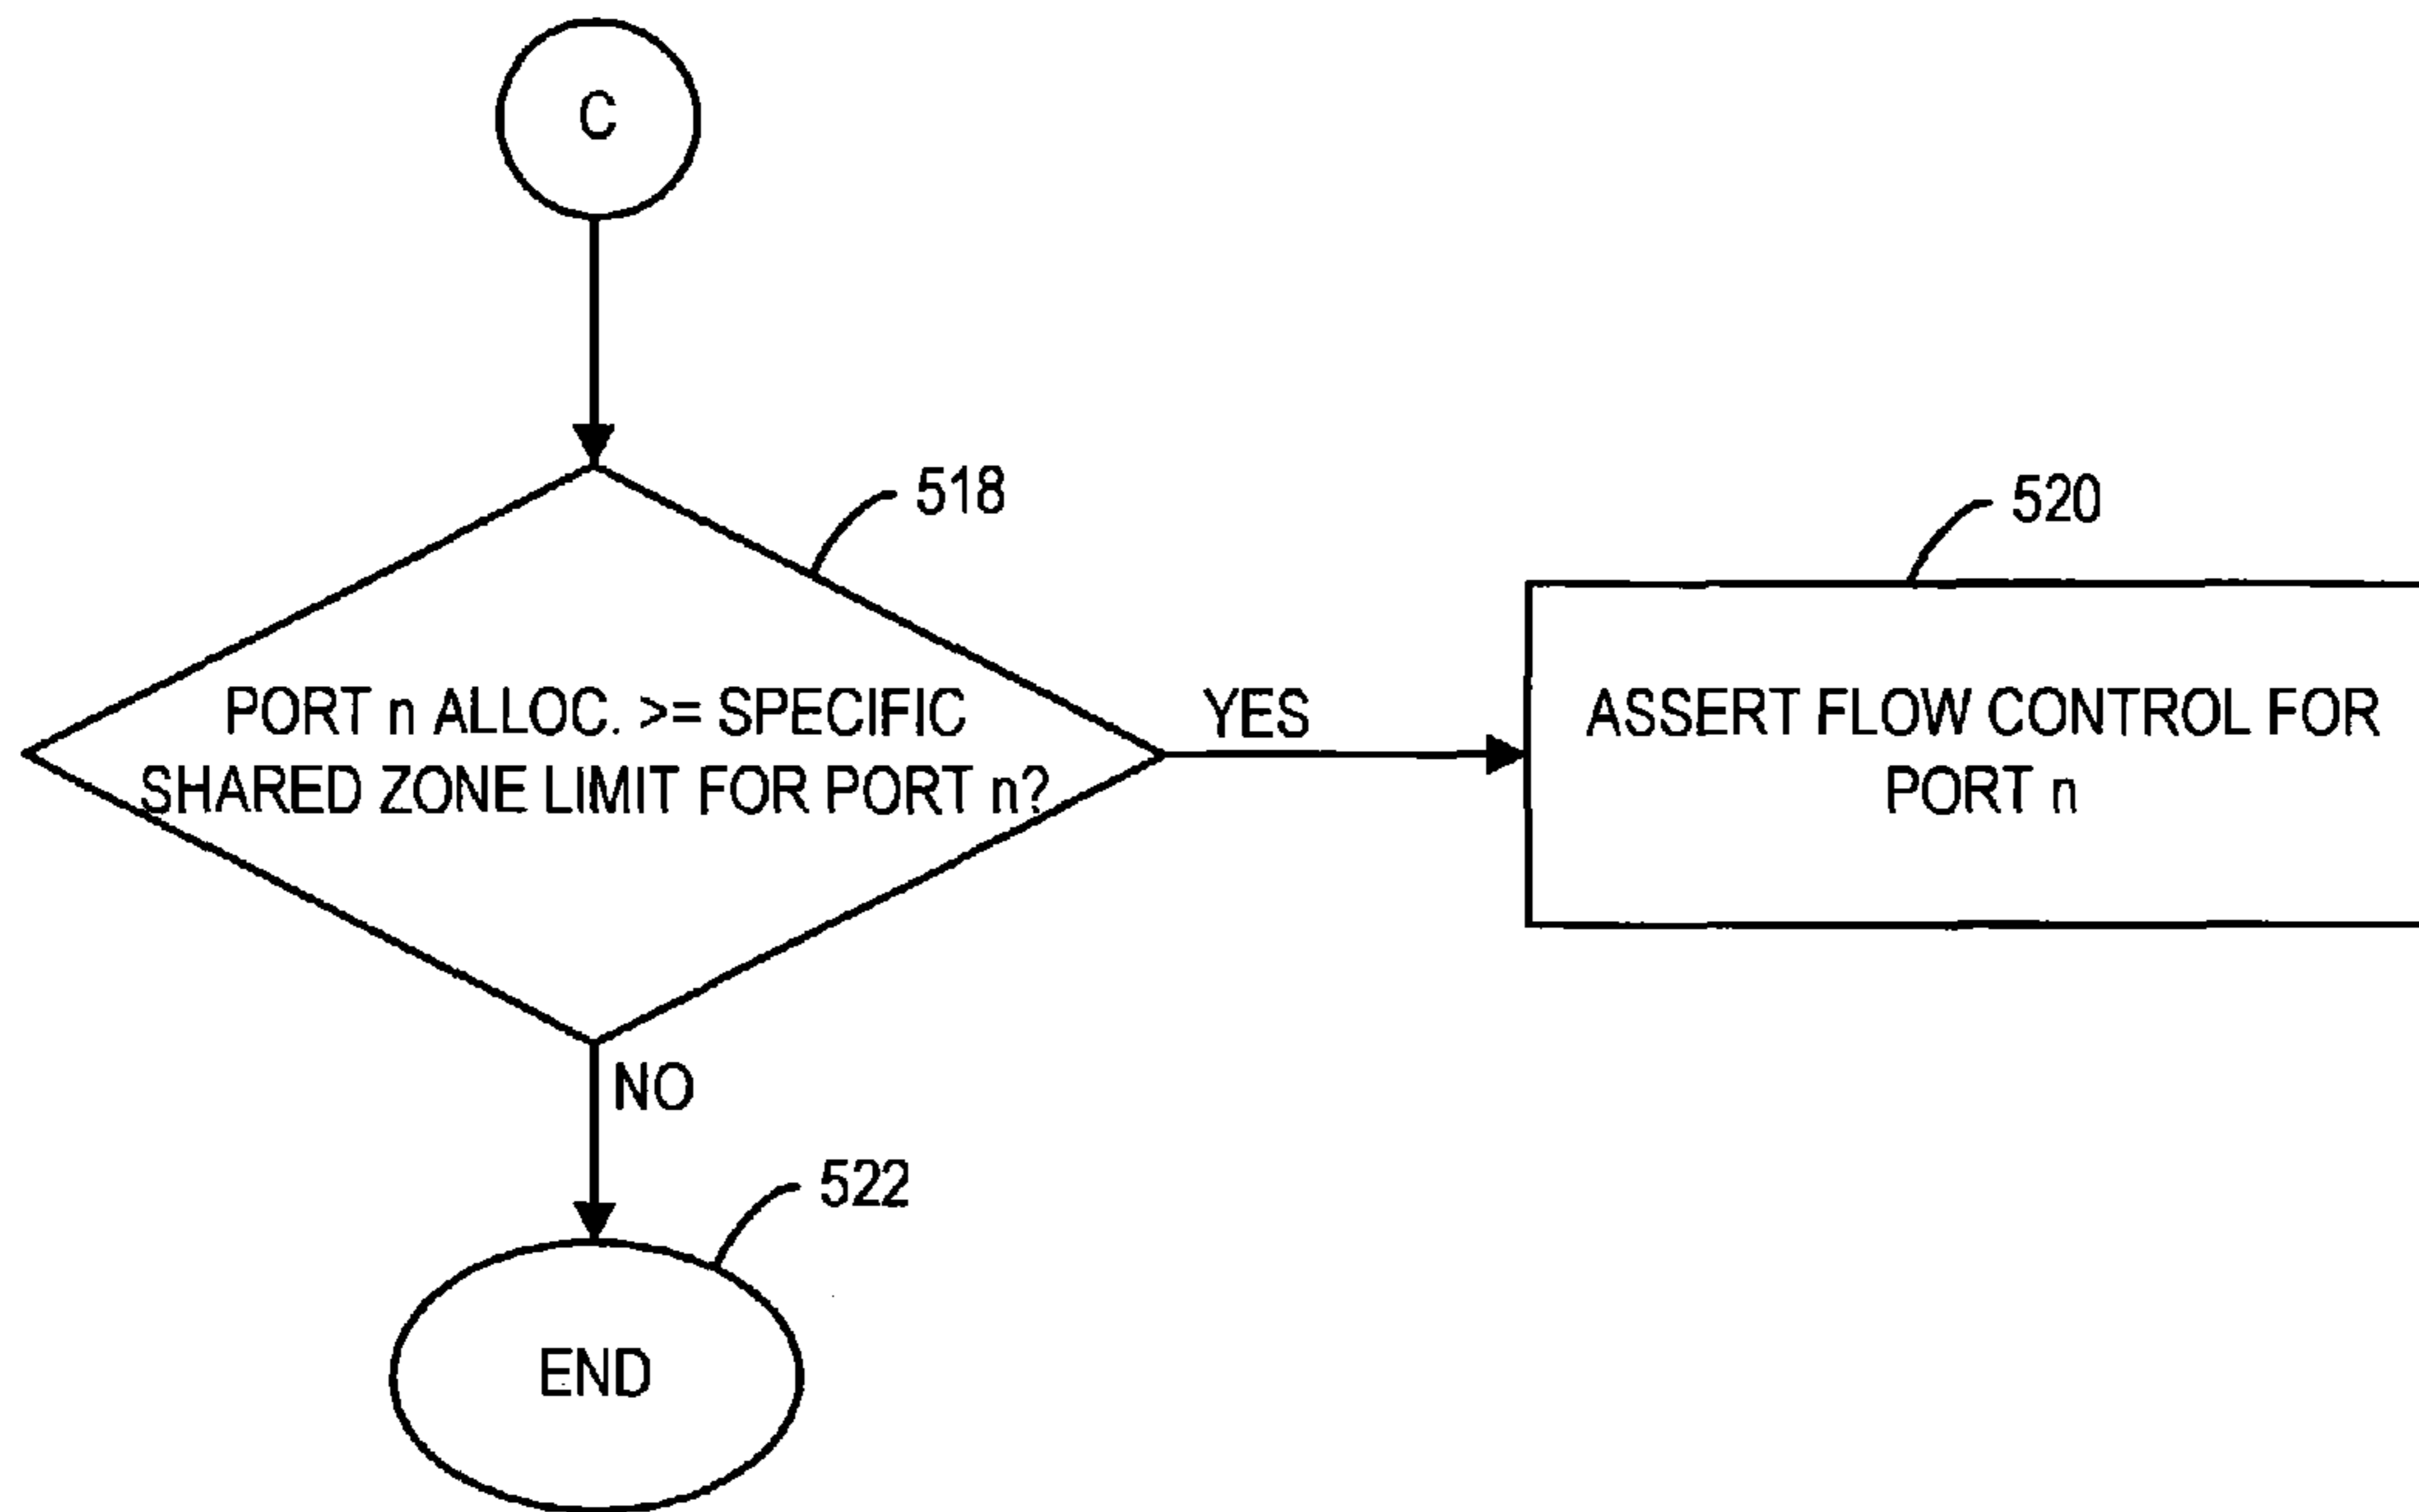 C
518
520
PORT n ALLOC. >= SPECIFIC
SHARED ZONE LIMIT FOR PORT n?
YES
ASSERT FLOW CONTROL FOR
PORT n
NO
522
END